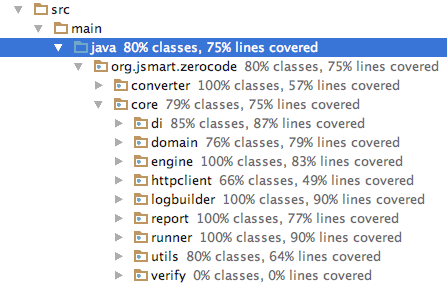 src
main
java 80% classes, 75% lines covered
org.jsmart.zerocode 80% classes, 75% lines covered
converter 100% classes, 57% lines covered
core 79% classes, 75% lines covered
di 85% classes, 87% lines covered
domain 76% classes, 79% lines covered
engine 100% classes, 83% lines covered
httpclient 66% classes, 49% lines covered
logbuilder 100% classes, 90% lines covered
report 100% classes, 77% lines covered
runner 100% classes, 90% lines covered
utils 80% classes, 64% lines covered
verify 0% classes, 0% lines covered